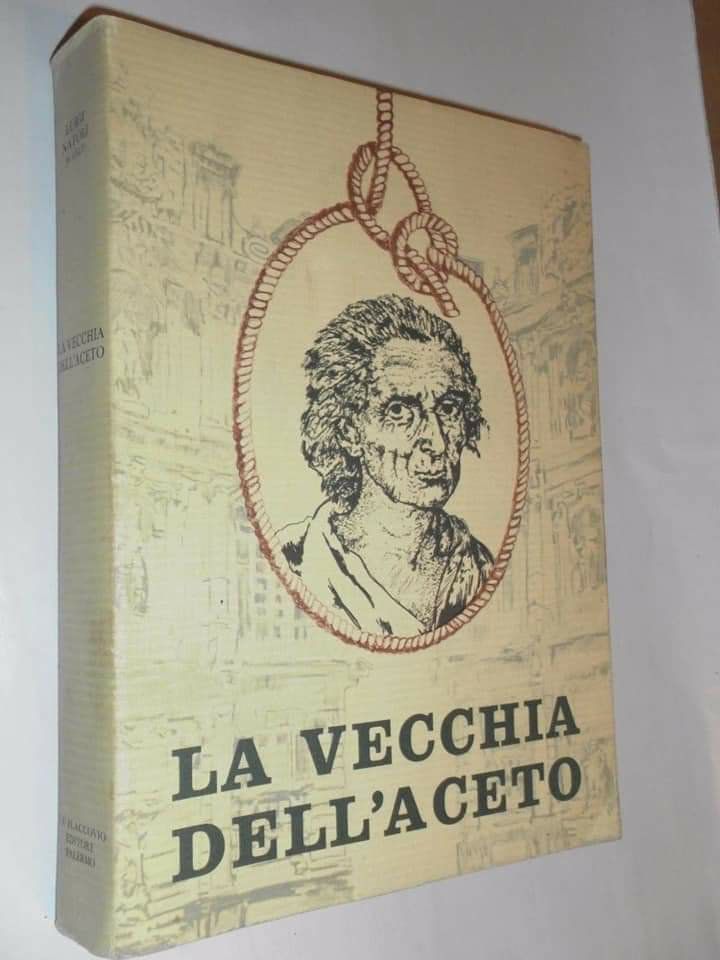 LUIGI
NATOLI
LA VECCHIA
DELL'ACETO
FLACCOVIO
EDITORE
PALERMO
LA VECCHIA
DELL'ACETO